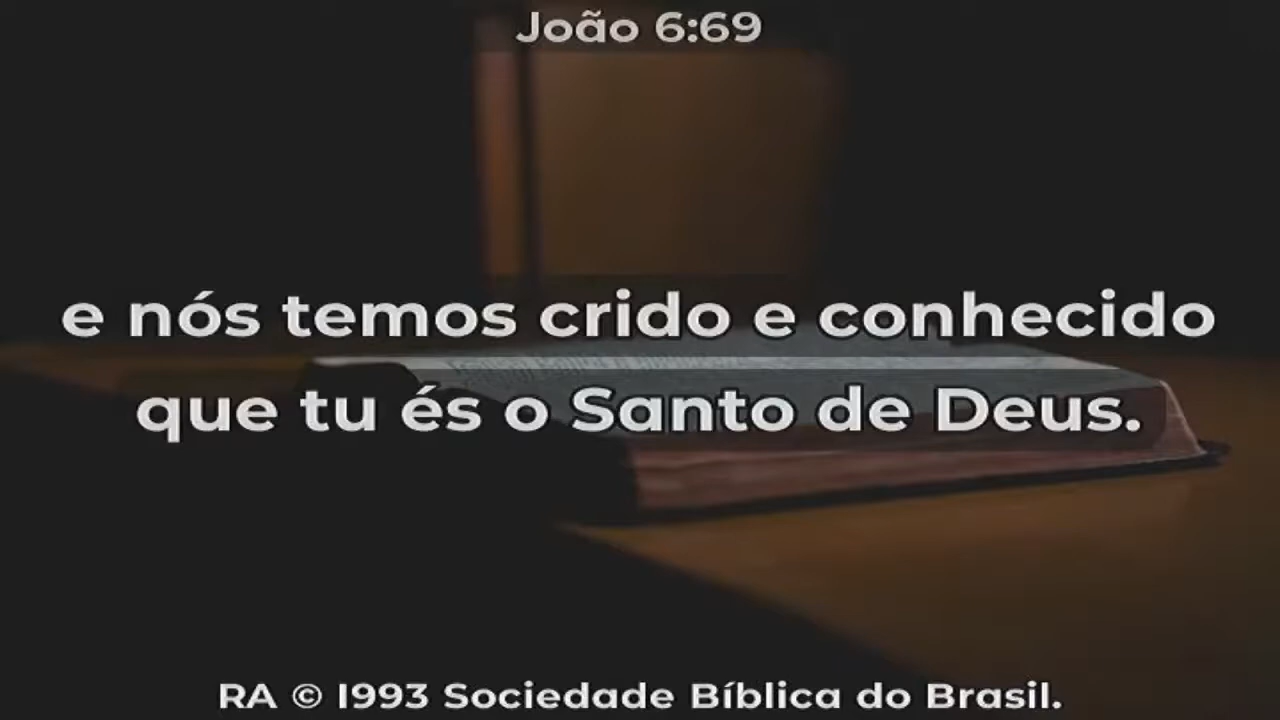 João 6:69
e nós temos crido e conhecido
que tu és o Santo de Deus.
RA © 1993 Sociedade Bíblica do Brasil.